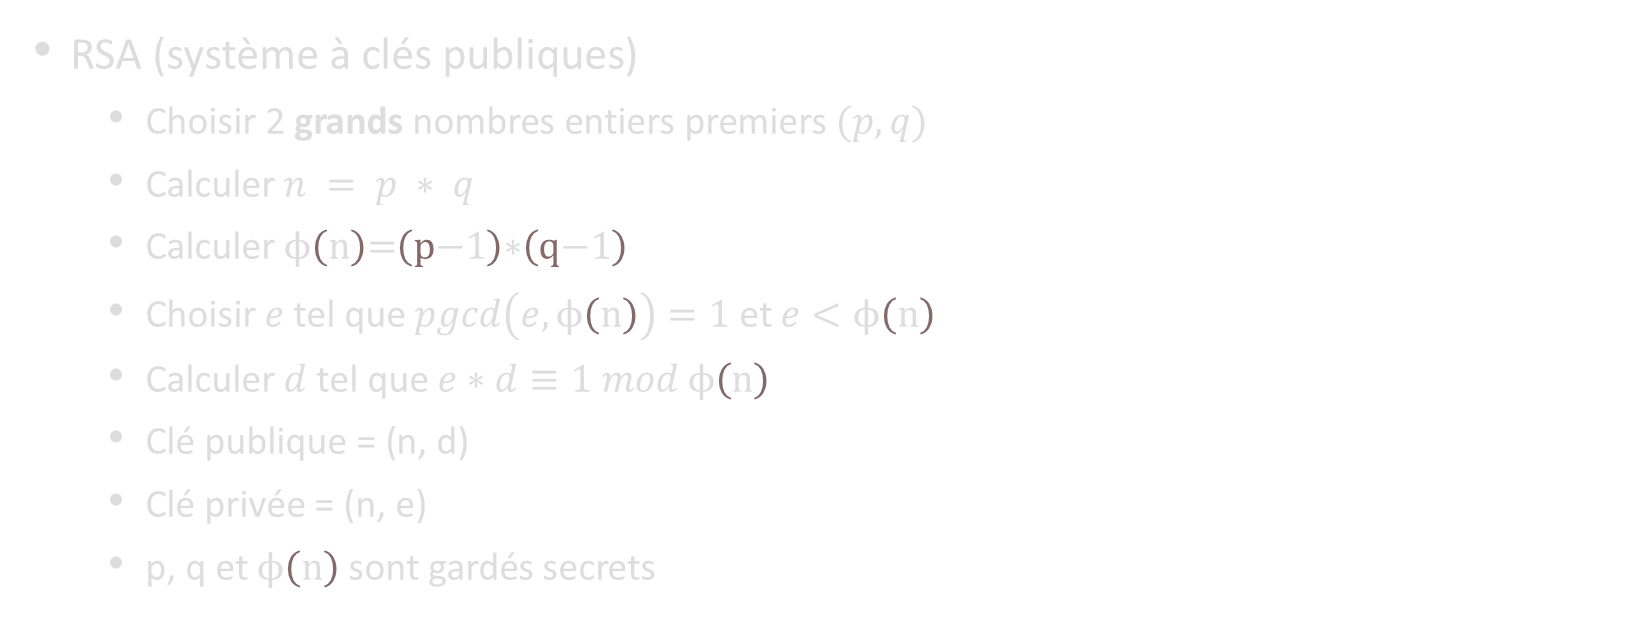 • RSA (système à clés publiques)
• Choisir 2 grands nombres entiers premiers (p, q)
• Calculer n = p * q
• Calculer ϕ(n)=(p−1)*(q−1)
• Choisir e tel que pgcd(e, ϕ(n)) = 1 et e < ϕ(n)
• Calculer d tel que e * d ≡ 1 mod ϕ(n)
• Clé publique = (n, d)
• Clé privée = (n, e)
• p, q et ϕ(n) sont gardés secrets